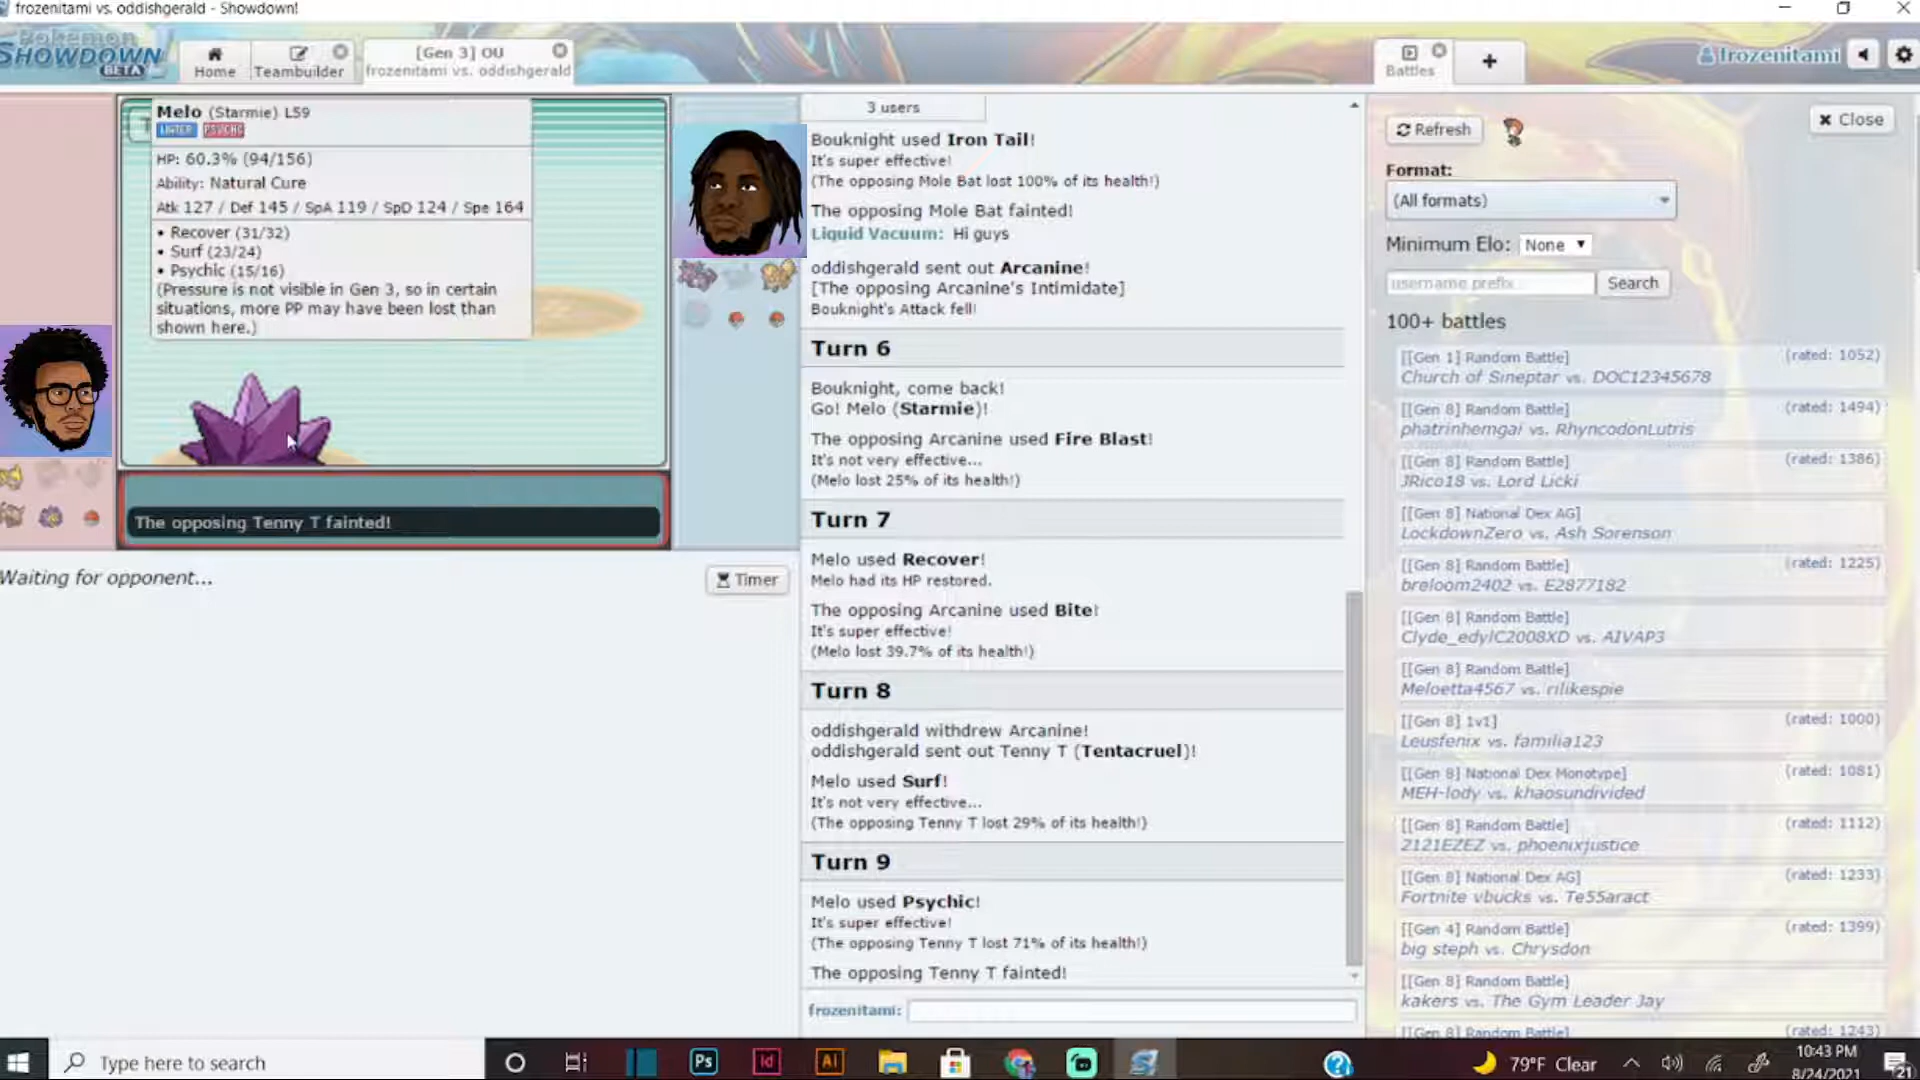 frozenitami vs. oddishgerald - Showdown!
Pokémon
SHOWDOWN
BETA
Home
Teambuilder
[Gen 3] OU
frozenitami vs. oddishgerald
Battles
+
frozenitami
Melo (Starmie) L59
WATER PSYCHC
HP: 60.3% (94/156)
Ability: Natural Cure
Atk 127 / Def 145 / SpA 119 / SpD 124 / Spe 164
• Recover (31/32)
• Surf (23/24)
• Psychic (15/16)
(Pressure is not visible in Gen 3, so in certain
situations, more PP may have been lost than
shown here.)
The opposing Tenny T fainted!
Waiting for opponent...
Timer
3 users
Bouknight used Iron Tail!
It's super effective!
(The opposing Mole Bat lost 100% of its health!)
The opposing Mole Bat fainted!
Liquid Vacuum: Hi guys
oddishgerald sent out Arcanine!
[The opposing Arcanine's Intimidate]
Bouknight's Attack fell!
Turn 6
Bouknight, come back!
Go! Melo (Starmie)!
The opposing Arcanine used Fire Blast!
It's not very effective...
(Melo lost 25% of its health!)
Turn 7
Melo used Recover!
Melo had its HP restored.
The opposing Arcanine used Bite!
It's super effective!
(Melo lost 39.7% of its health!)
Turn 8
oddishgerald withdrew Arcanine!
oddishgerald sent out Tenny T (Tentacruel)!
Melo used Surf!
It's not very effective...
(The opposing Tenny T lost 29% of its health!)
Turn 9
Melo used Psychic!
It's super effective!
(The opposing Tenny T lost 71% of its health!)
The opposing Tenny T fainted!
frozenitami:
Refresh
Close
Format:
(All formats)
Minimum Elo: None
username prefix
Search
100+ battles
[[Gen 1] Random Battle] (rated: 1052)
Church of Sineptar vs. DOC12345678
[[Gen 8] Random Battle] (rated: 1494)
phatrinhemgai vs. RhyncodonLutris
[[Gen 8] Random Battle] (rated: 1386)
JRico18 vs. Lord Licki
[[Gen 8] National Dex AG]
LockdownZero vs. Ash Sorenson
[[Gen 8] Random Battle] (rated: 1225)
breloom2402 vs. E2877182
[[Gen 8] Random Battle]
Clyde_edylC2008XD vs. AIVAP3
[[Gen 8] Random Battle]
Meloetta4567 vs. rilikespie
[[Gen 8] 1v1] (rated: 1000)
Leusfenix vs. familia123
[[Gen 8] National Dex Monotype] (rated: 1081)
MEH-lody vs. khaosundivided
[[Gen 8] Random Battle] (rated: 1112)
2121EZEZ vs. phoenixjustice
[[Gen 8] National Dex AG] (rated: 1233)
Fortnite vbucks vs. Te55aract
[[Gen 4] Random Battle] (rated: 1399)
big steph vs. Chrysdon
[[Gen 8] Random Battle]
kakers vs. The Gym Leader Jay
[[Gen 8] Random Battle] (rated: 1243)
Type here to search
Ps
Id
Ai
79°F Clear
10:43 PM
8/24/2021
21